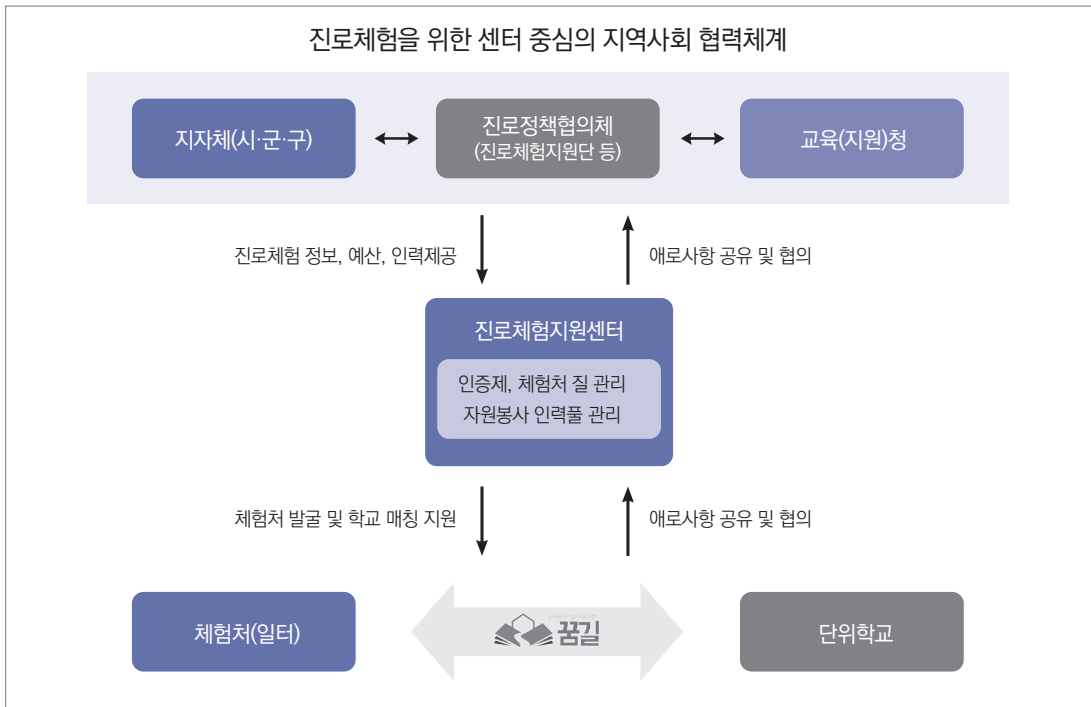 진로체험을 위한 센터 중심의 지역사회 협력체계
지자체(시·군·구)
진로정책협의체
(진로체험지원단 등)
교육(지원)청
진로체험 정보, 예산, 인력제공
애로사항 공유 및 협의
진로체험지원센터
인증제, 체험처 질 관리
자원봉사 인력풀 관리
체험처 발굴 및 학교 매칭 지원
애로사항 공유 및 협의
체험처(일터)
꿈길
단위학교